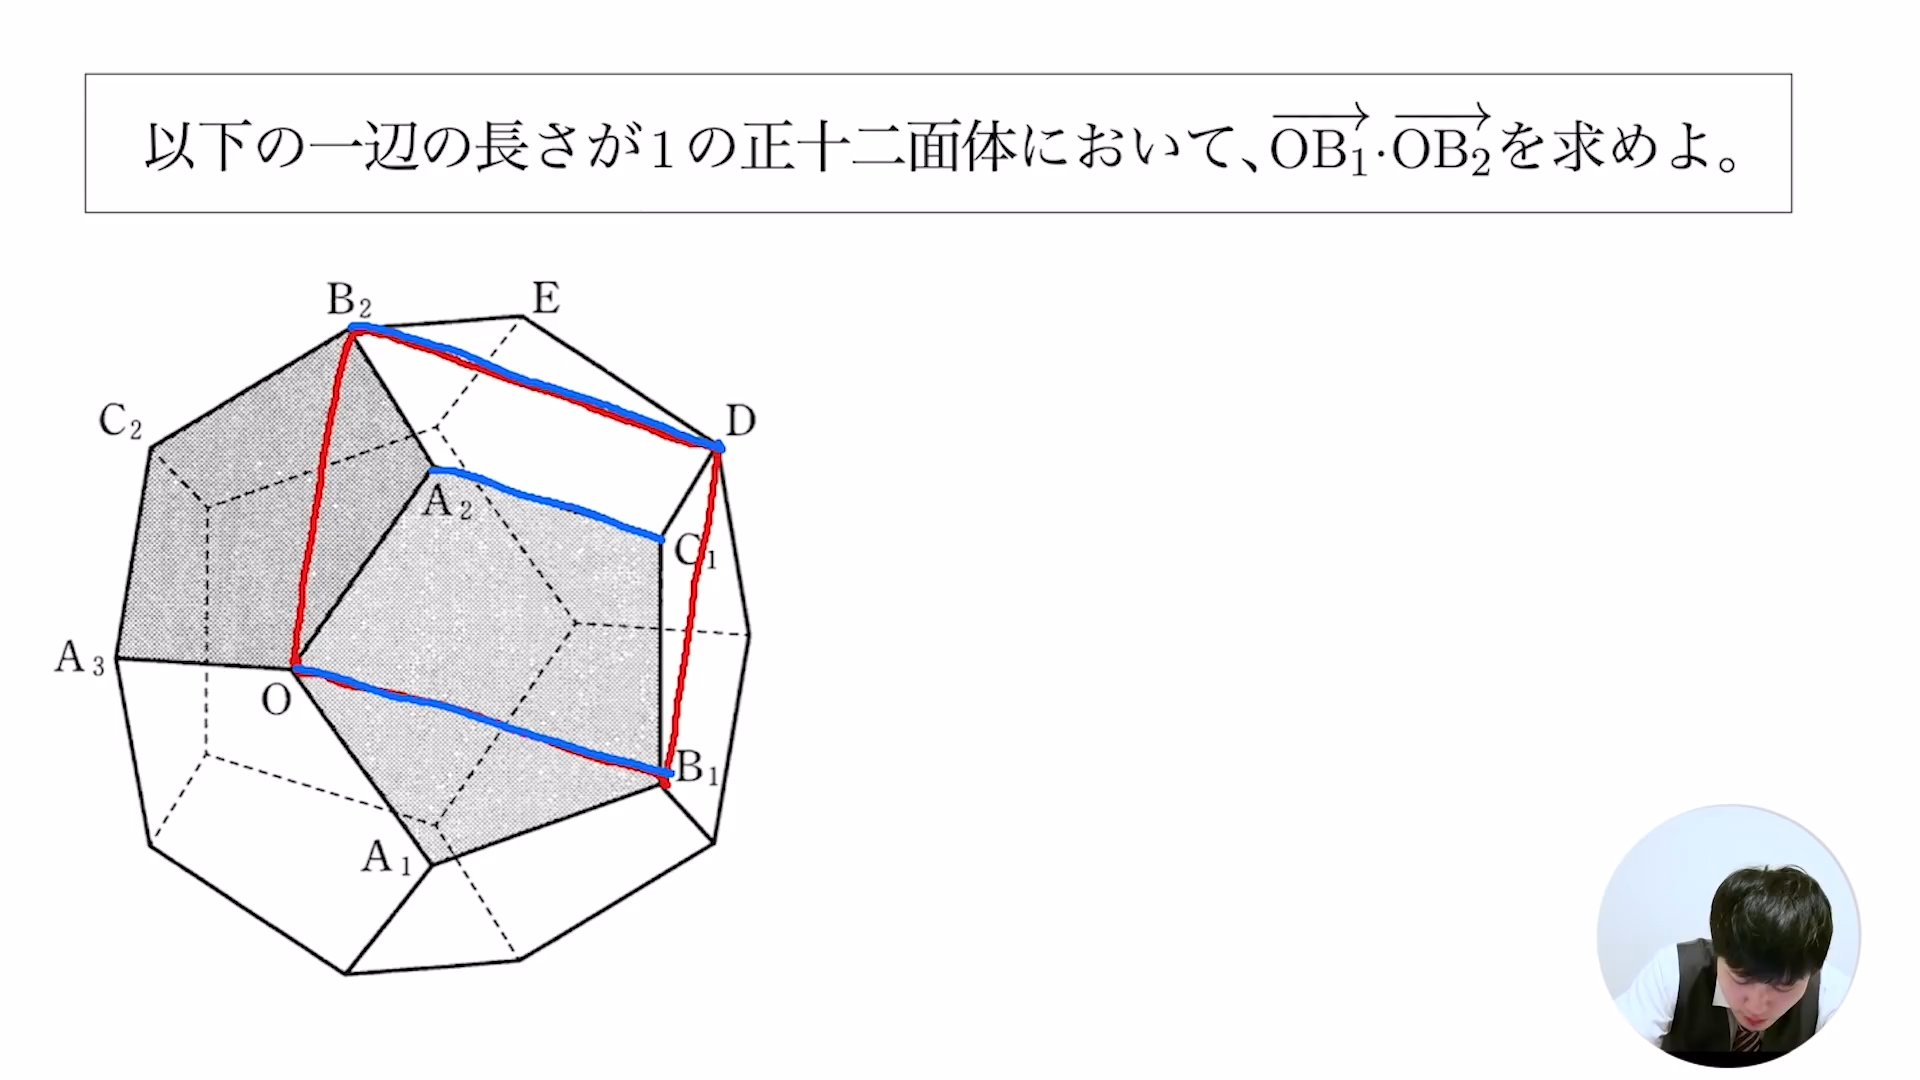 以下の一辺の長さが1の正十二面体において、OB₁·OB₂を求めよ。
B₂
E
C₂
D
A₂
C₁
A₃
O
B₁
A₁